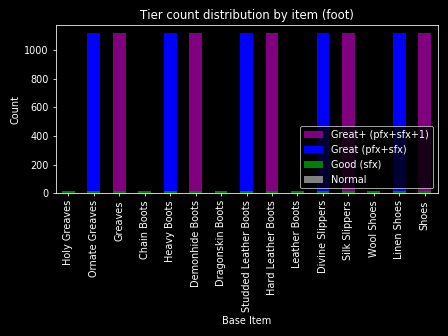 Tier count distribution by item (foot)
Count
1000
800
600
400
200
0
Great+ (pfx+sfx+1)
Great (pfx+sfx)
Good (sfx)
Normal
Holy Greaves
Ornate Greaves
Greaves
Chain Boots
Heavy Boots
Demonhide Boots
Dragonskin Boots
Studded Leather Boots
Hard Leather Boots
Leather Boots
Divine Slippers
Silk Slippers
Wool Shoes
Linen Shoes
Shoes
Base Item